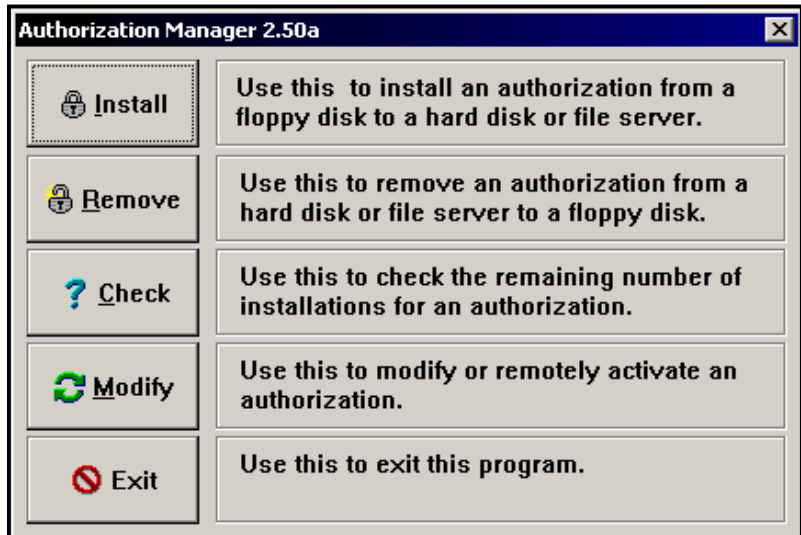 Authorization Manager 2.50a
Install
Use this  to install an authorization from a
floppy disk to a hard disk or file server.
Remove
Use this to remove an authorization from a
hard disk or file server to a floppy disk.
Check
Use this to check the remaining number of
installations for an authorization.
Modify
Use this to modify or remotely activate an
authorization.
Exit
Use this to exit this program.